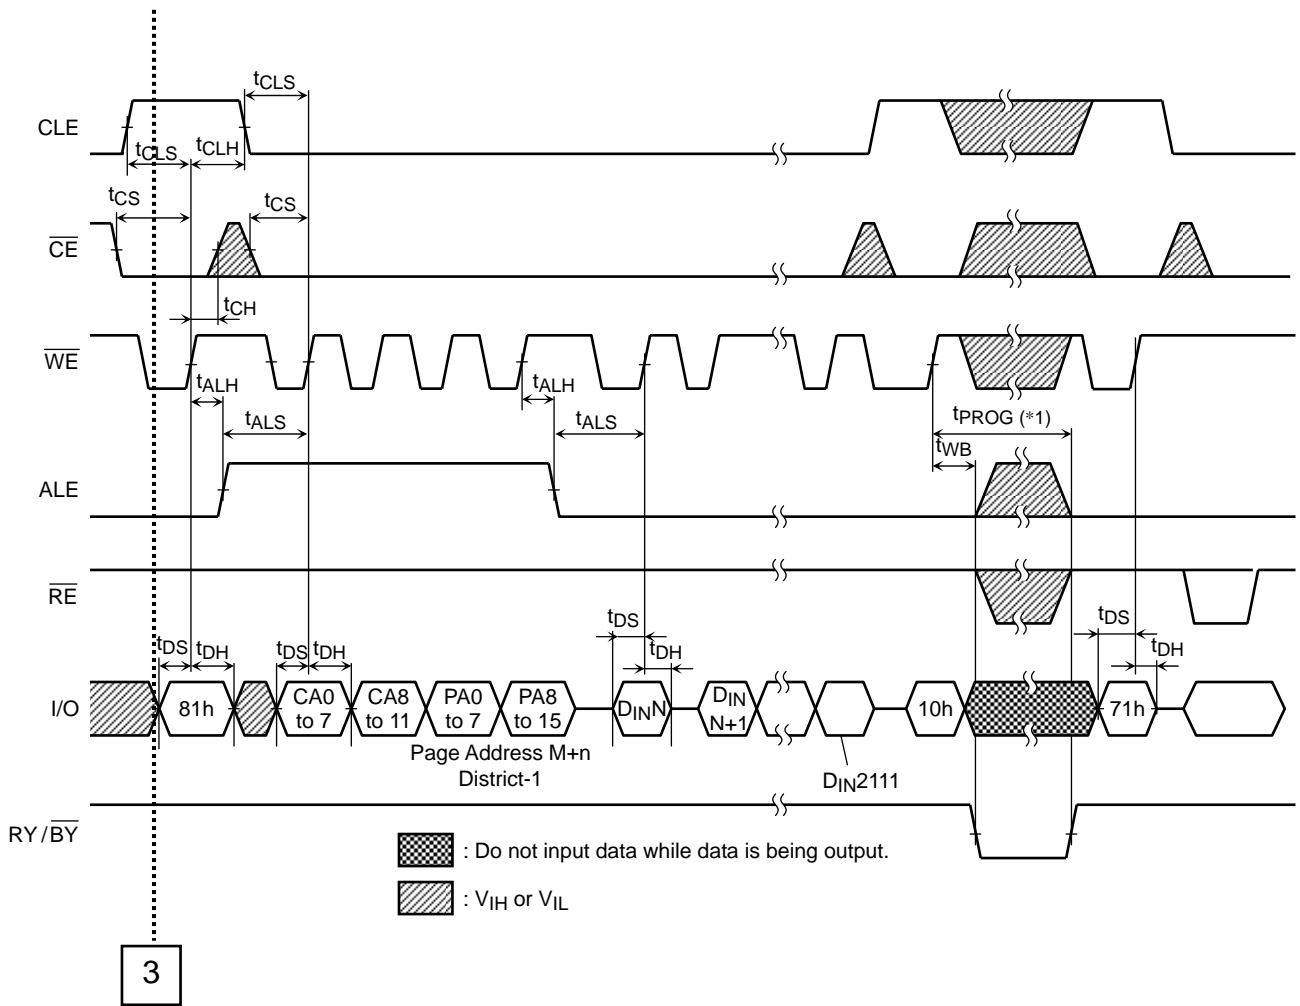 tCLS
CLE
tCLS
tCLH
tCS
tCS
CE
tCH
WE
tALH
tALH
tALS
tALS
tPROG (*1)
tWB
ALE
RE
tDS
tDH
tDS
tDH
tDS
tDH
tDS
tDH
I/O
81h
CA0 to 7
CA8 to 11
PA0 to 7
PA8 to 15
DINN
DIN N+1
10h
71h
Page Address M+n
District-1
DIN2111
RY/BY
: Do not input data while data is being output.
: VIH or VIL
3